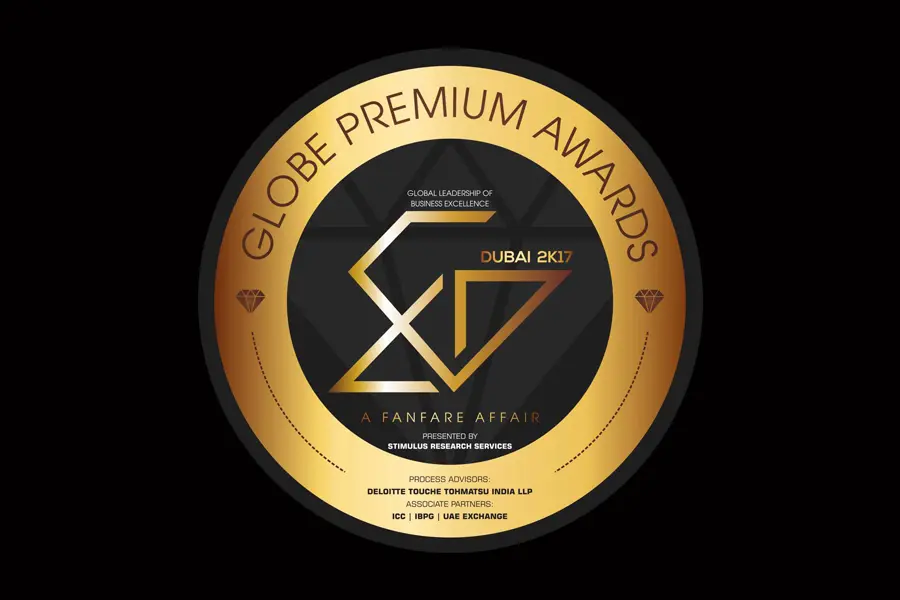 GLOBE PREMIUM AWARDS
GLOBAL LEADERSHIP OF
BUSINESS EXCELLENCE
DUBAI 2K17
A FANFARE AFFAIR
PRESENTED BY
STIMULUS RESEARCH SERVICES
PROCESS ADVISORS:
DELOITTE TOUCHE TOHMATSU INDIA LLP
ASSOCIATE PARTNERS:
ICC | IBPG | UAE EXCHANGE